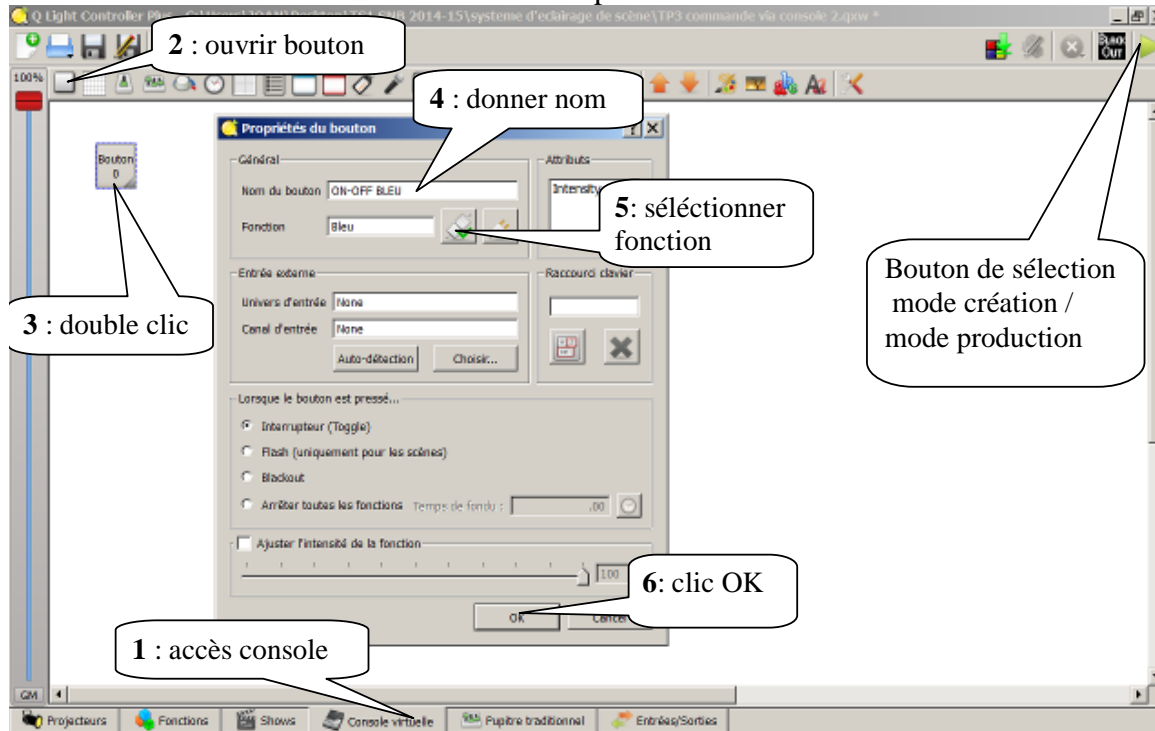 Q Light Controller Plus - C:\Users\JOAN\Desktop\TS1 SNB 2014-15\systeme d'eclairage de scène\TP3 commande via console 2.qxw *
2 : ouvrir bouton
Black Out
100%
4 : donner nom
Propriétés du bouton
Bouton 0
Général
Attributs
Nom du bouton
ON-OFF BLEU
Intensity
5: séléctionner
fonction
Fonction
Bleu
Bouton de sélection
mode création /
mode production
Entrée externe
Raccourci clavier
Univers d'entrée
None
3 : double clic
Canal d'entrée
None
Auto-détection
Choisir...
Lorsque le bouton est pressé...
Interrupteur (Toggle)
Flash (uniquement pour les scènes)
Blackout
Arrêter toutes les fonctions
Temps de fondu :
.00
Ajuster l'intensité de la fonction
100
6: clic OK
OK
Cancel
1 : accès console
GM
Projecteurs
Fonctions
Shows
Console virtuelle
Pupitre traditionnel
Entrées/Sorties